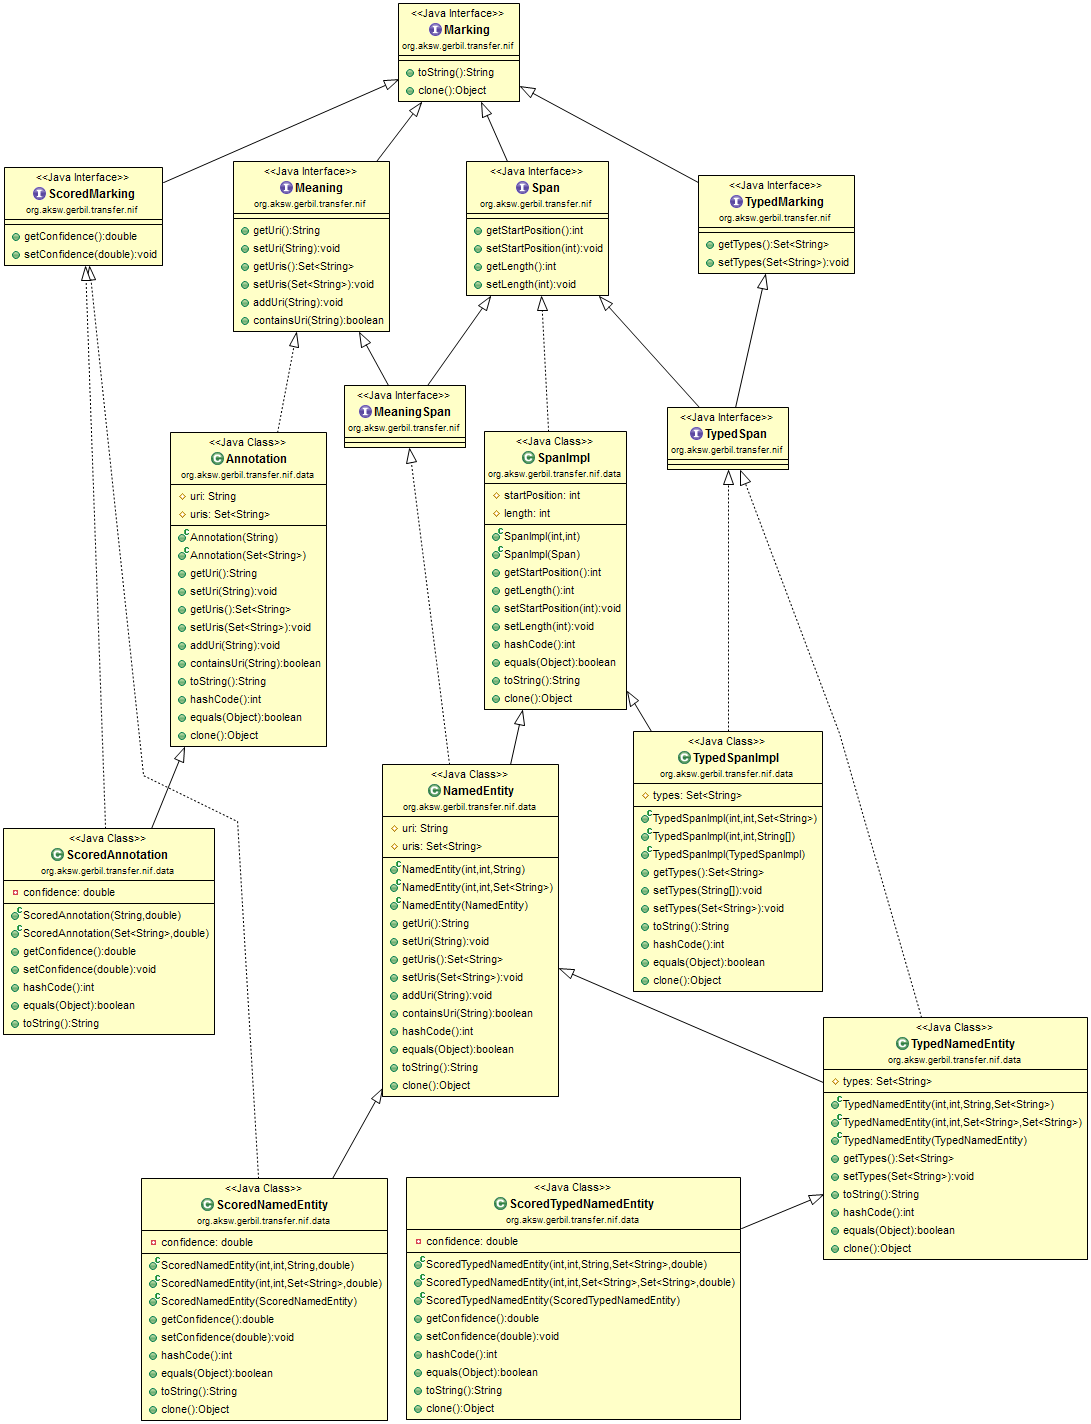 <<Java Interface>>
Marking
org.aksw.gerbil.transfer.nif
toString():String
clone():Object
<<Java Interface>>
ScoredMarking
org.aksw.gerbil.transfer.nif
getConfidence():double
setConfidence(double):void
<<Java Interface>>
Meaning
org.aksw.gerbil.transfer.nif
getUri():String
setUri(String):void
getUris():Set<String>
setUris(Set<String>):void
addUri(String):void
containsUri(String):boolean
<<Java Interface>>
Span
org.aksw.gerbil.transfer.nif
getStartPosition():int
setStartPosition(int):void
getLength():int
setLength(int):void
<<Java Interface>>
TypedMarking
org.aksw.gerbil.transfer.nif
getTypes():Set<String>
setTypes(Set<String>):void
<<Java Interface>>
MeaningSpan
org.aksw.gerbil.transfer.nif
<<Java Interface>>
TypedSpan
org.aksw.gerbil.transfer.nif
<<Java Class>>
Annotation
org.aksw.gerbil.transfer.nif.data
uri: String
uris: Set<String>
Annotation(String)
Annotation(Set<String>)
getUri():String
setUri(String):void
getUris():Set<String>
setUris(Set<String>):void
addUri(String):void
containsUri(String):boolean
toString():String
hashCode():int
equals(Object):boolean
clone():Object
<<Java Class>>
SpanImpl
org.aksw.gerbil.transfer.nif.data
startPosition: int
length: int
SpanImpl(int,int)
SpanImpl(Span)
getStartPosition():int
getLength():int
setStartPosition(int):void
setLength(int):void
hashCode():int
equals(Object):boolean
toString():String
clone():Object
<<Java Class>>
TypedSpanImpl
org.aksw.gerbil.transfer.nif.data
types: Set<String>
TypedSpanImpl(int,int,Set<String>)
TypedSpanImpl(int,int,String[])
TypedSpanImpl(TypedSpanImpl)
getTypes():Set<String>
setTypes(String[]):void
setTypes(Set<String>):void
toString():String
hashCode():int
equals(Object):boolean
clone():Object
<<Java Class>>
NamedEntity
org.aksw.gerbil.transfer.nif.data
uri: String
uris: Set<String>
NamedEntity(int,int,String)
NamedEntity(int,int,Set<String>)
NamedEntity(NamedEntity)
getUri():String
setUri(String):void
getUris():Set<String>
setUris(Set<String>):void
addUri(String):void
containsUri(String):boolean
hashCode():int
equals(Object):boolean
toString():String
clone():Object
<<Java Class>>
ScoredAnnotation
org.aksw.gerbil.transfer.nif.data
confidence: double
ScoredAnnotation(String,double)
ScoredAnnotation(Set<String>,double)
getConfidence():double
setConfidence(double):void
hashCode():int
equals(Object):boolean
toString():String
<<Java Class>>
TypedNamedEntity
org.aksw.gerbil.transfer.nif.data
types: Set<String>
TypedNamedEntity(int,int,String,Set<String>)
TypedNamedEntity(int,int,Set<String>,Set<String>)
TypedNamedEntity(TypedNamedEntity)
getTypes():Set<String>
setTypes(Set<String>):void
toString():String
hashCode():int
equals(Object):boolean
clone():Object
<<Java Class>>
ScoredNamedEntity
org.aksw.gerbil.transfer.nif.data
confidence: double
ScoredNamedEntity(int,int,String,double)
ScoredNamedEntity(int,int,Set<String>,double)
ScoredNamedEntity(ScoredNamedEntity)
getConfidence():double
setConfidence(double):void
hashCode():int
equals(Object):boolean
toString():String
clone():Object
<<Java Class>>
ScoredTypedNamedEntity
org.aksw.gerbil.transfer.nif.data
confidence: double
ScoredTypedNamedEntity(int,int,String,Set<String>,double)
ScoredTypedNamedEntity(int,int,Set<String>,Set<String>,double)
ScoredTypedNamedEntity(ScoredTypedNamedEntity)
getConfidence():double
setConfidence(double):void
hashCode():int
equals(Object):boolean
toString():String
clone():Object